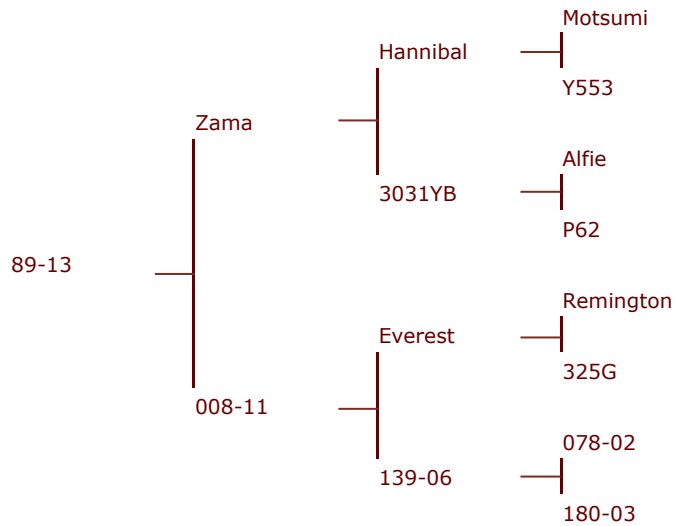 Motsumi
Hannibal
Y553
Zama
Alfie
3031YB
P62
89-13
Remington
Everest
325G
008-11
078-02
139-06
180-03